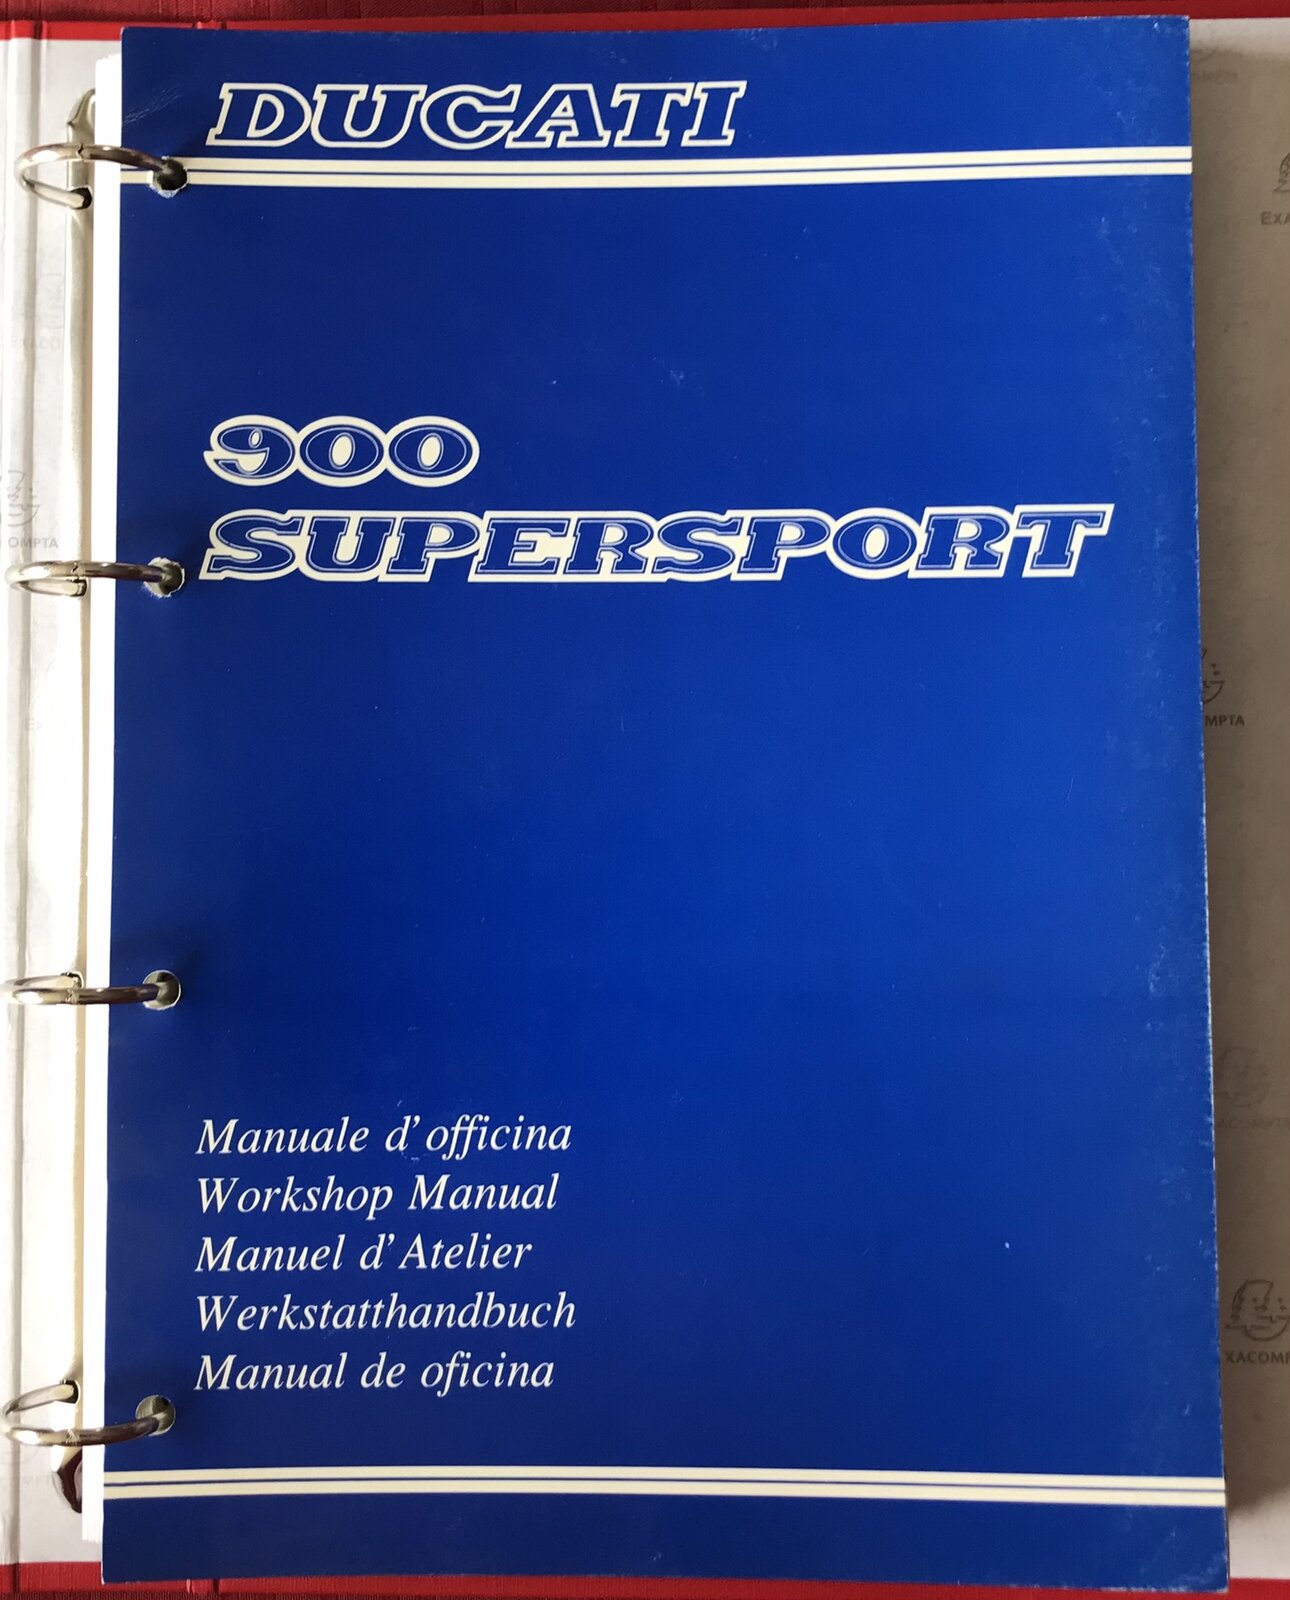 DUCATI
900
SUPERSPORT
Manuale d'officina
Workshop Manual
Manuel d'Atelier
Werkstatthandbuch
Manual de oficina